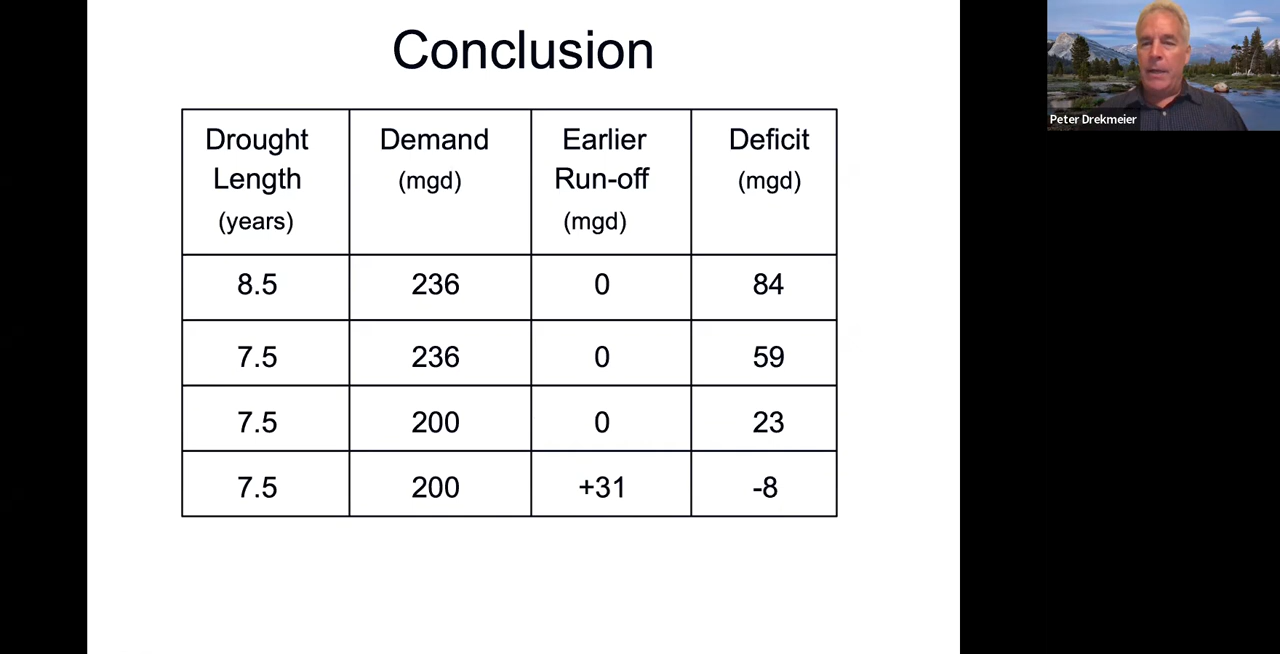 Conclusion
Peter Drekmeier
Drought Demand Earlier Deficit
Length (mgd) Run-off (mgd)
(years) (mgd)
8.5 236 0 84
7.5 236 0 59
7.5 200 0 23
7.5 200 +31 -8